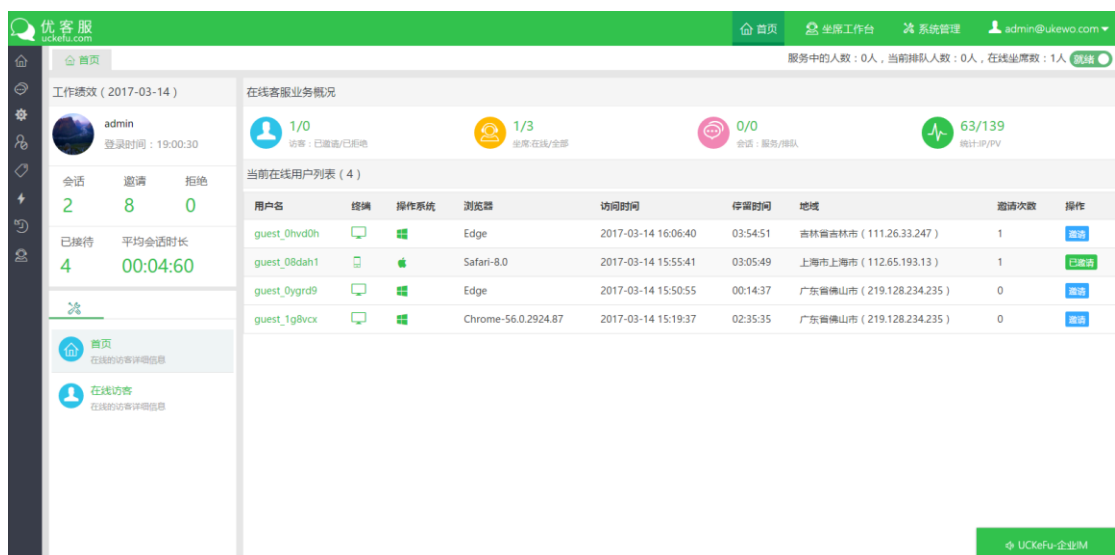 优客服
uckefu.com
首页 坐席工作台 系统管理 admin@ukewo.com
首页 服务中的人数：0人，当前排队人数：0人，在线坐席数：1人 就绪
工作绩效（2017-03-14）
admin
登录时间：19:00:30
会话 邀请 拒绝
2 8 0
已接待 平均会话时长
4 00:04:60
首页
在线的访客详细信息
在线访客
在线的访客详细信息
在线客服业务概况
1/0
访客：已邀请/已拒绝
1/3
坐席:在线/全部
0/0
会话：服务/排队
63/139
统计:IP/PV
当前在线用户列表（4）
用户名 终端 操作系统 浏览器 访问时间 停留时间 地域 邀请次数 操作
guest_0hvd0h Edge 2017-03-14 16:06:40 03:54:51 吉林省吉林市（111.26.33.247） 1 邀请
guest_08dah1 Safari-8.0 2017-03-14 15:55:41 03:05:49 上海市上海市（112.65.193.13） 1 已邀请
guest_0ygrd9 Edge 2017-03-14 15:50:55 00:14:37 广东省佛山市（219.128.234.235） 0 邀请
guest_1g8vcx Chrome-56.0.2924.87 2017-03-14 15:19:37 02:35:35 广东省佛山市（219.128.234.235） 0 邀请
UCKeFu-企业IM